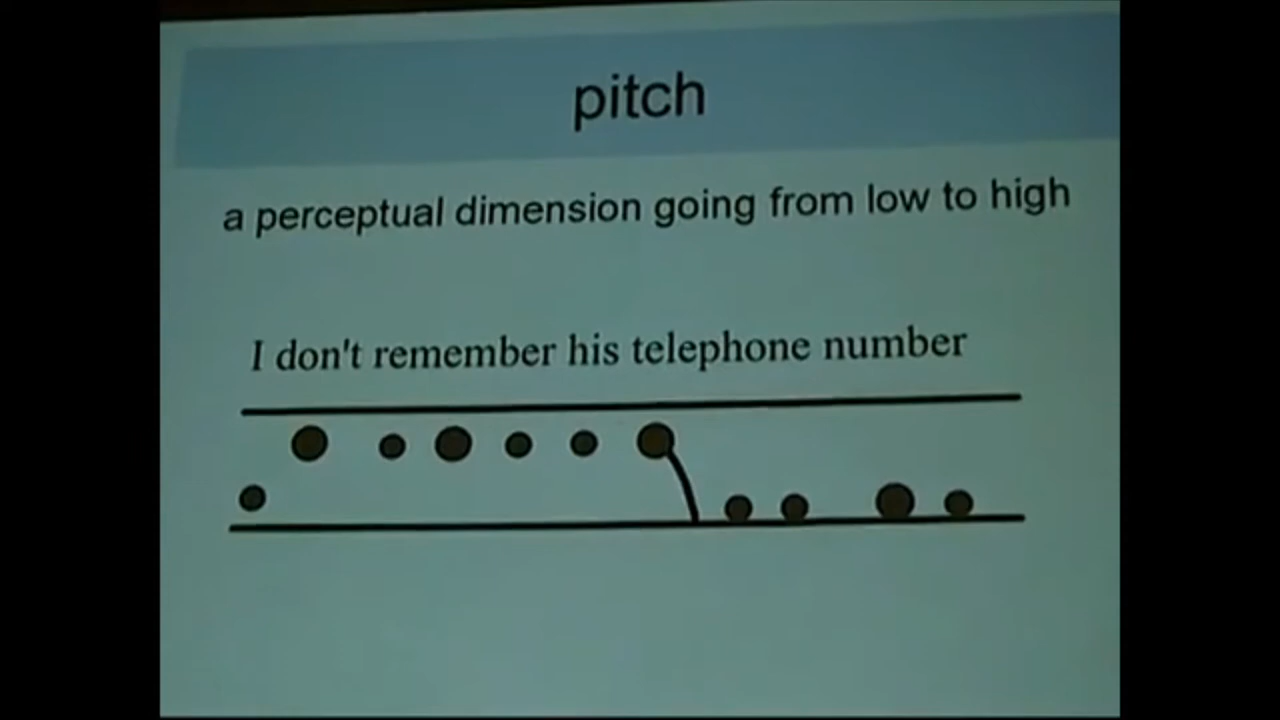 pitch
a perceptual dimension going from low to high
I don't remember his telephone number